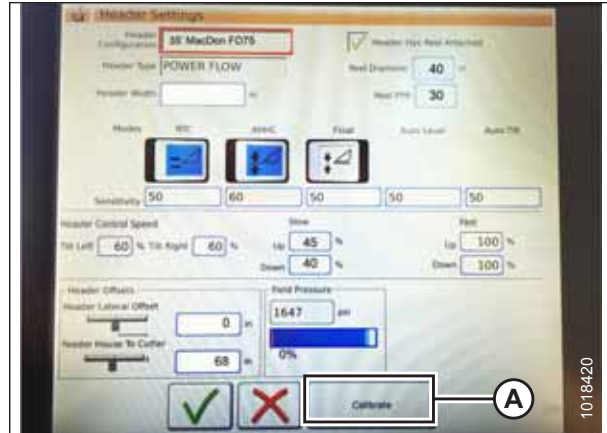 Header Settings
Header Configuration 35' MacDon FD75
Header Has Reel Attached
Header Type POWER FLOW
Reel Diameter 40 in
Header Width in
Reel PPR 30
Modes RTC AHHC Float Auto Level Auto Tilt
Sensitivity 50 60 50 50 50
Header Control Speed
Slow
Fast
Tilt Left 60 % Tilt Right 60 %
Up 45 %
Up 100 %
Down 40 %
Down 100 %
Header Offsets
Field Pressure
Header Lateral Offset
1647 psi
0 in
Feeder House To Cutter
0%
68 in
Calibrate
A
1018420